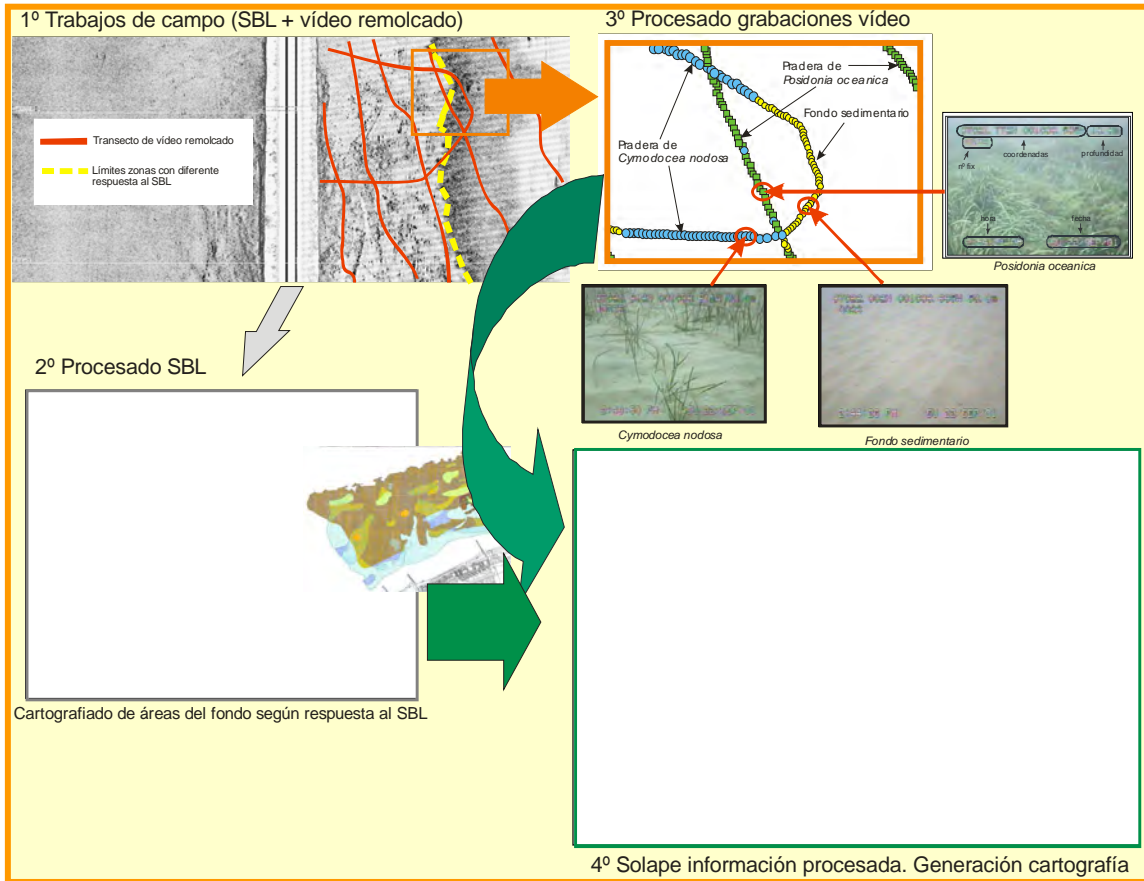 1º Trabajos de campo (SBL + vídeo remolcado)
Transecto de vídeo remolcado
Límites zonas con diferente
respuesta al SBL
3º Procesado grabaciones vídeo
Pradera de
Posidonia oceanica
Fondo sedimentario
Pradera de
Cymodocea nodosa
nº fix
coordenadas
profundidad
hora
fecha
Posidonia oceanica
Cymodocea nodosa
Fondo sedimentario
2º Procesado SBL
Cartografiado de áreas del fondo según respuesta al SBL
4º Solape información procesada. Generación cartografía